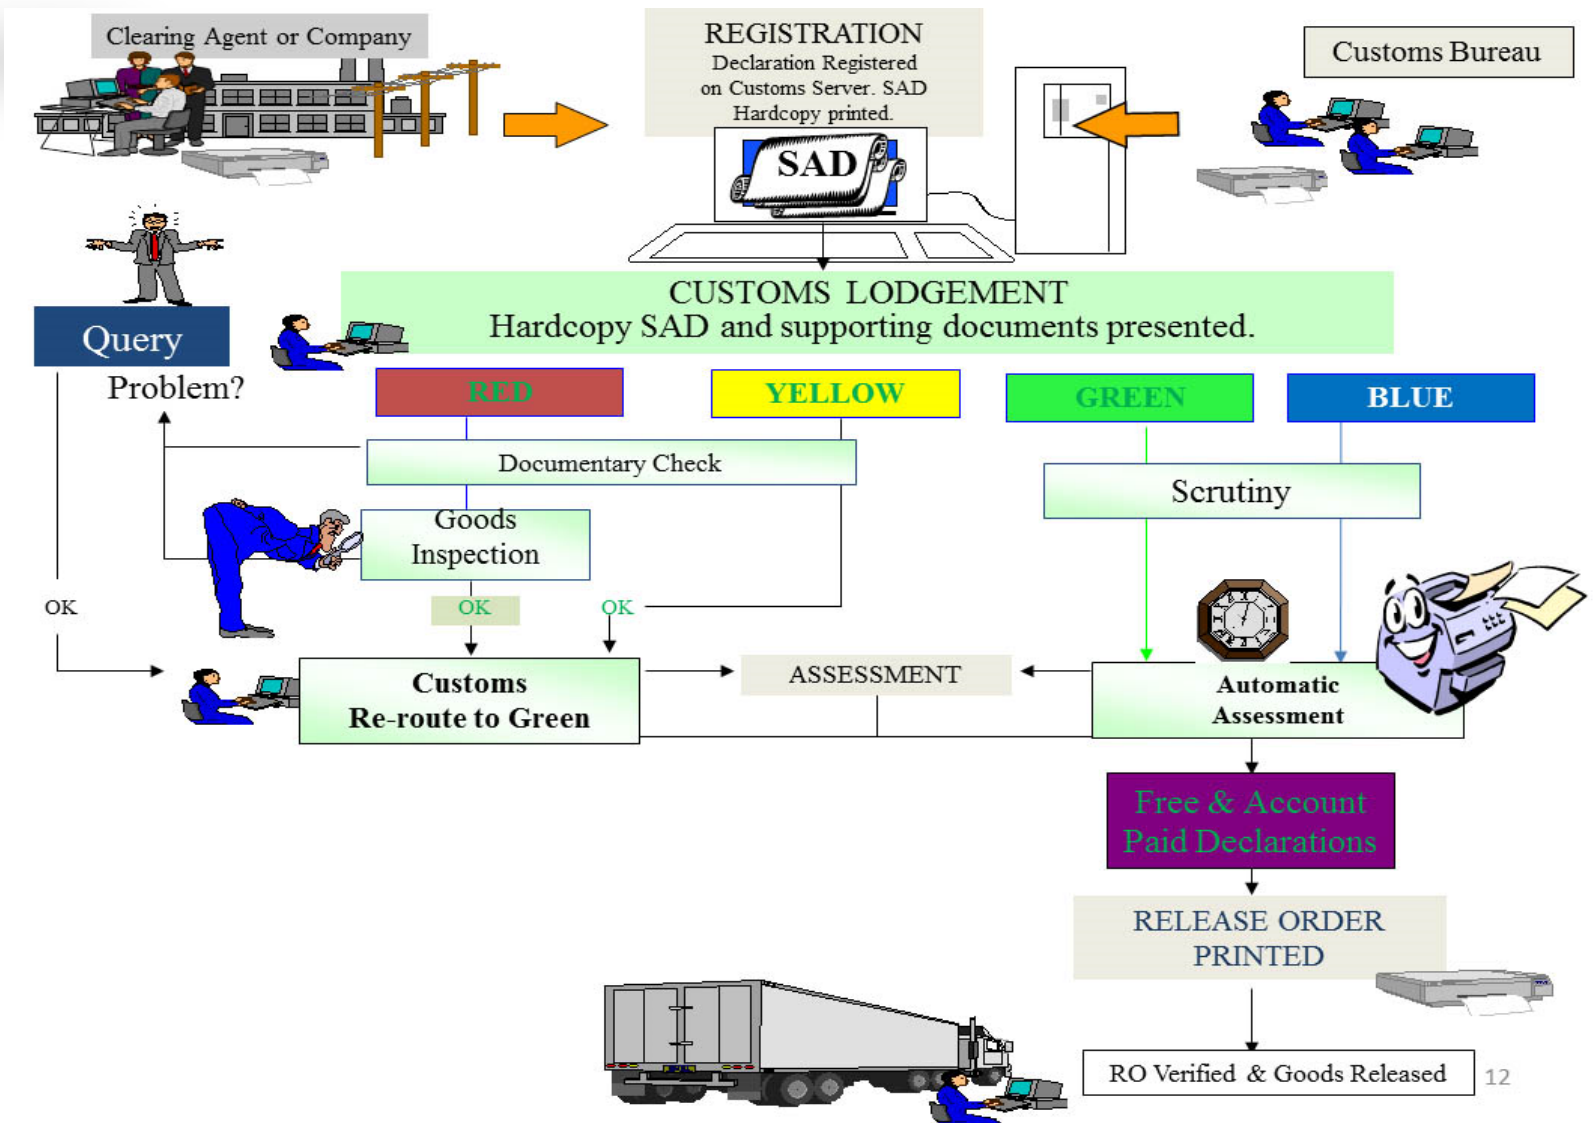 Clearing Agent or Company
REGISTRATION
Declaration Registered
on Customs Server. SAD
Hardcopy printed.
Customs Bureau
SAD
CUSTOMS LODGEMENT
Hardcopy SAD and supporting documents presented.
Query
Problem?
RED
YELLOW
GREEN
BLUE
Documentary Check
Scrutiny
Goods
Inspection
OK
OK
OK
Customs
Re-route to Green
ASSESSMENT
Automatic
Assessment
Free & Account
Paid Declarations
RELEASE ORDER
PRINTED
RO Verified & Goods Released
12